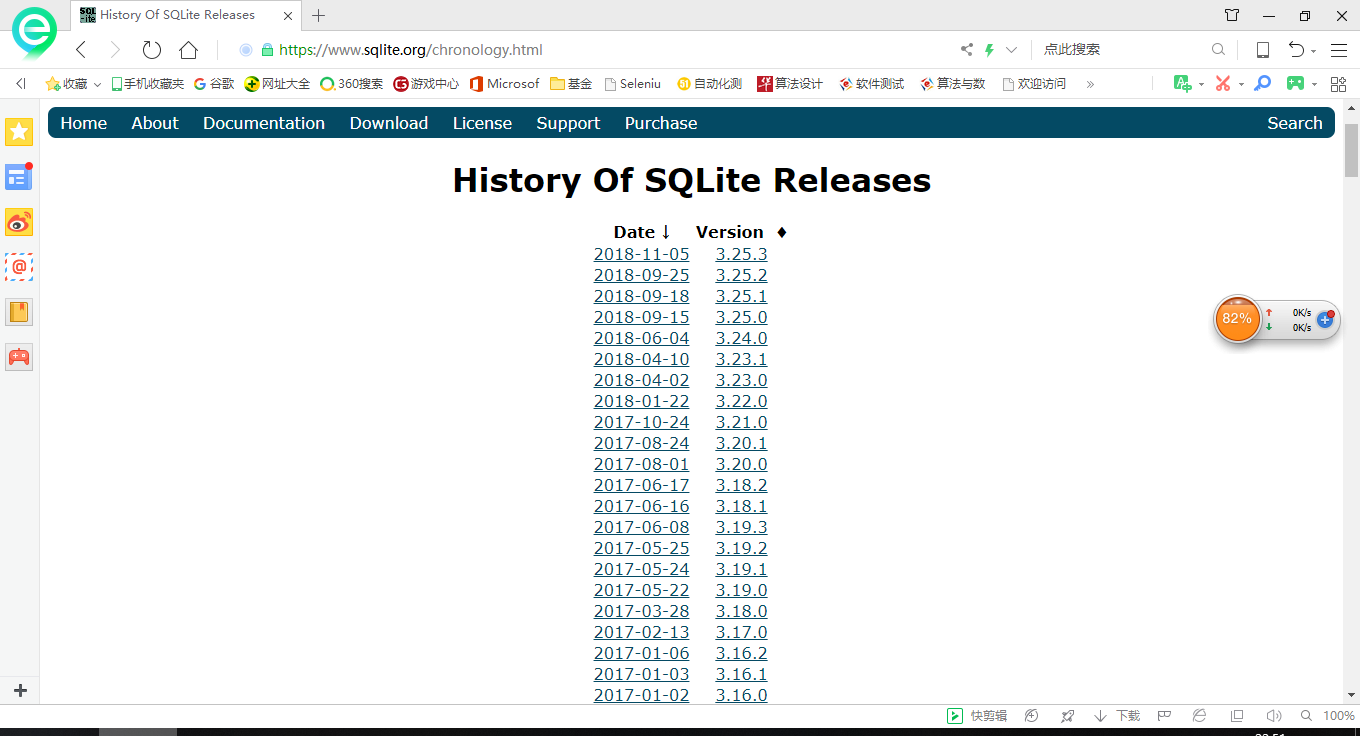 History Of SQLite Releases
https://www.sqlite.org/chronology.html
点此搜索
收藏 手机收藏夹 谷歌 网址大全 360搜索 游戏中心 Microsof 基金 Seleniu 自动化测 算法设计 软件测试 算法与数 欢迎访问 »
Home About Documentation Download License Support Purchase Search
History Of SQLite Releases
Date ↓ Version ♦
2018-11-05 3.25.3
2018-09-25 3.25.2
2018-09-18 3.25.1
2018-09-15 3.25.0
2018-06-04 3.24.0
2018-04-10 3.23.1
2018-04-02 3.23.0
2018-01-22 3.22.0
2017-10-24 3.21.0
2017-08-24 3.20.1
2017-08-01 3.20.0
2017-06-17 3.18.2
2017-06-16 3.18.1
2017-06-08 3.19.3
2017-05-25 3.19.2
2017-05-24 3.19.1
2017-05-22 3.19.0
2017-03-28 3.18.0
2017-02-13 3.17.0
2017-01-06 3.16.2
2017-01-03 3.16.1
2017-01-02 3.16.0
82%
0K/s
0K/s
快剪辑 下载 100%